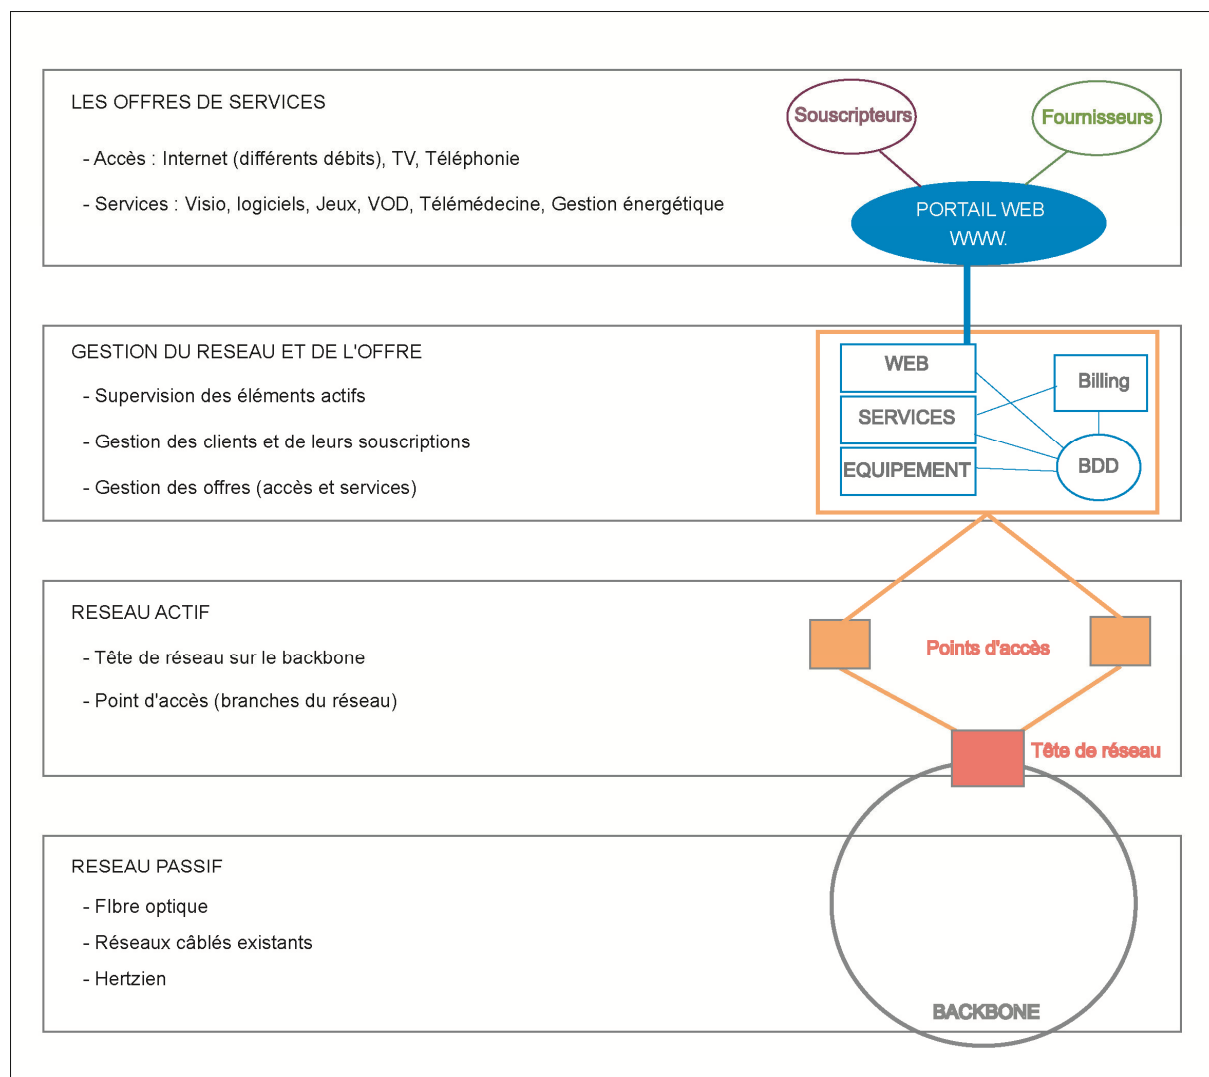 LES OFFRES DE SERVICES
- Accès : Internet (différents débits), TV, Téléphonie
- Services : Visio, logiciels, Jeux, VOD, Télémédecine, Gestion énergétique
Souscripteurs
Fournisseurs
PORTAIL WEB
WWW.
GESTION DU RESEAU ET DE L'OFFRE
- Supervision des éléments actifs
- Gestion des clients et de leurs souscriptions
- Gestion des offres (accès et services)
WEB
SERVICES
EQUIPEMENT
Billing
BDD
RESEAU ACTIF
- Tête de réseau sur le backbone
- Point d'accès (branches du réseau)
Points d'accès
Tête de réseau
RESEAU PASSIF
- FIbre optique
- Réseaux câblés existants
- Hertzien
BACKBONE